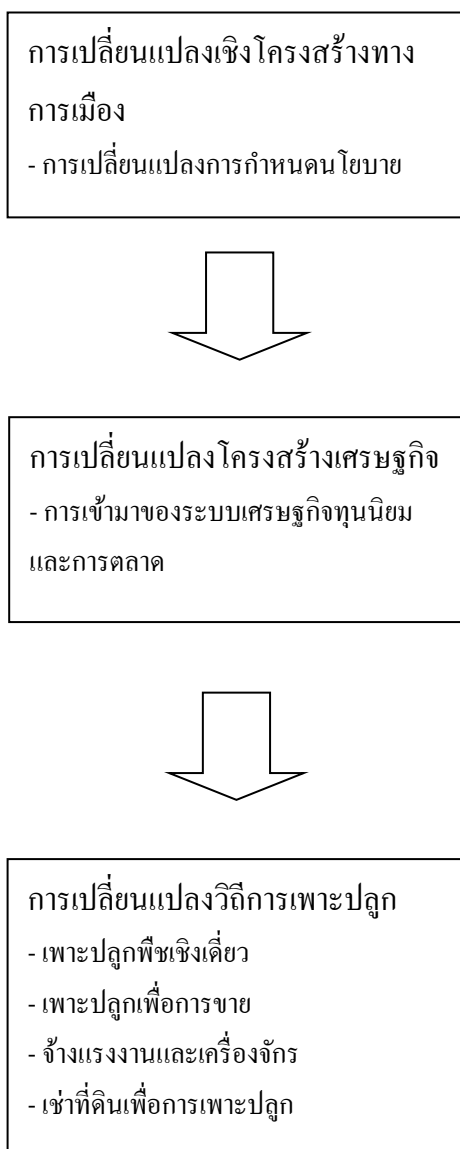 การเปลี่ยนแปลงเชิงโครงสร้างทาง
การเมือง
- การเปลี่ยนแปลงการกำหนดนโยบาย
การเปลี่ยนแปลงโครงสร้างเศรษฐกิจ
- การเข้ามาของระบบเศรษฐกิจทุนนิยม
และการตลาด
การเปลี่ยนแปลงวิถีการเพาะปลูก
- เพาะปลูกพืชเชิงเดี่ยว
- เพาะปลูกเพื่อการขาย
- จ้างแรงงานและเครื่องจักร
- เช่าที่ดินเพื่อการเพาะปลูก